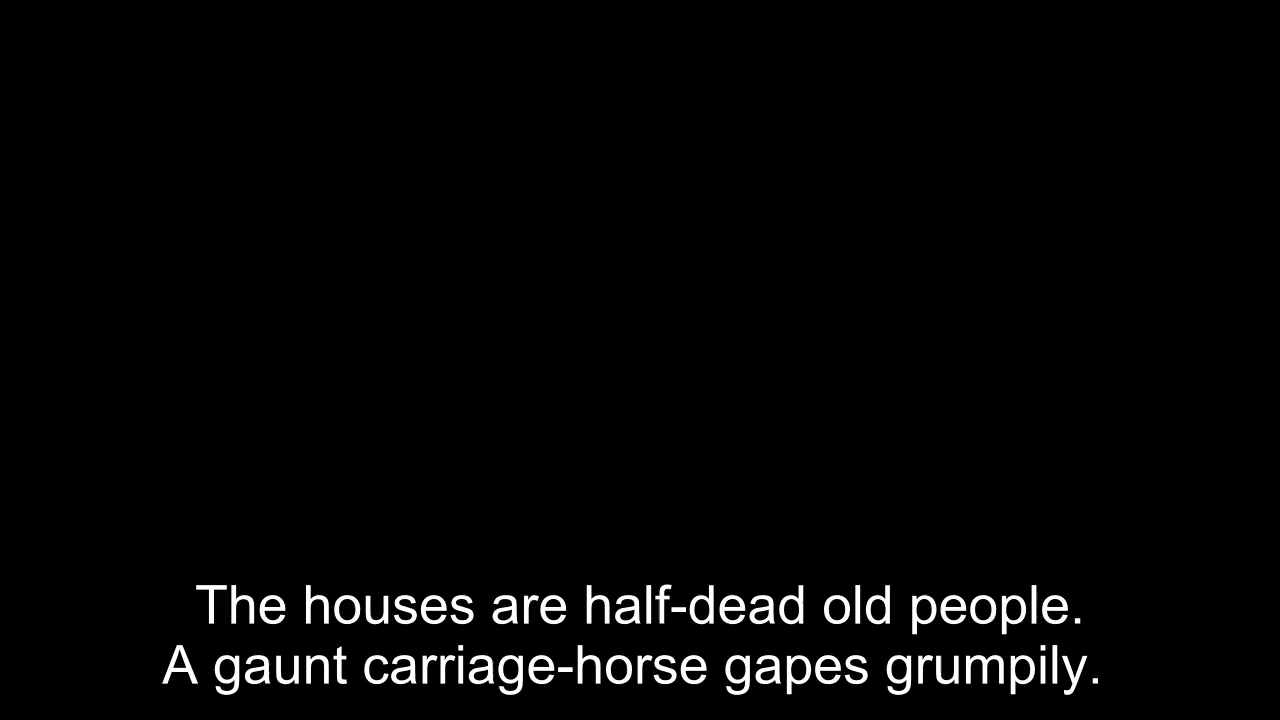 The houses are half-dead old people.
A gaunt carriage-horse gapes grumpily.